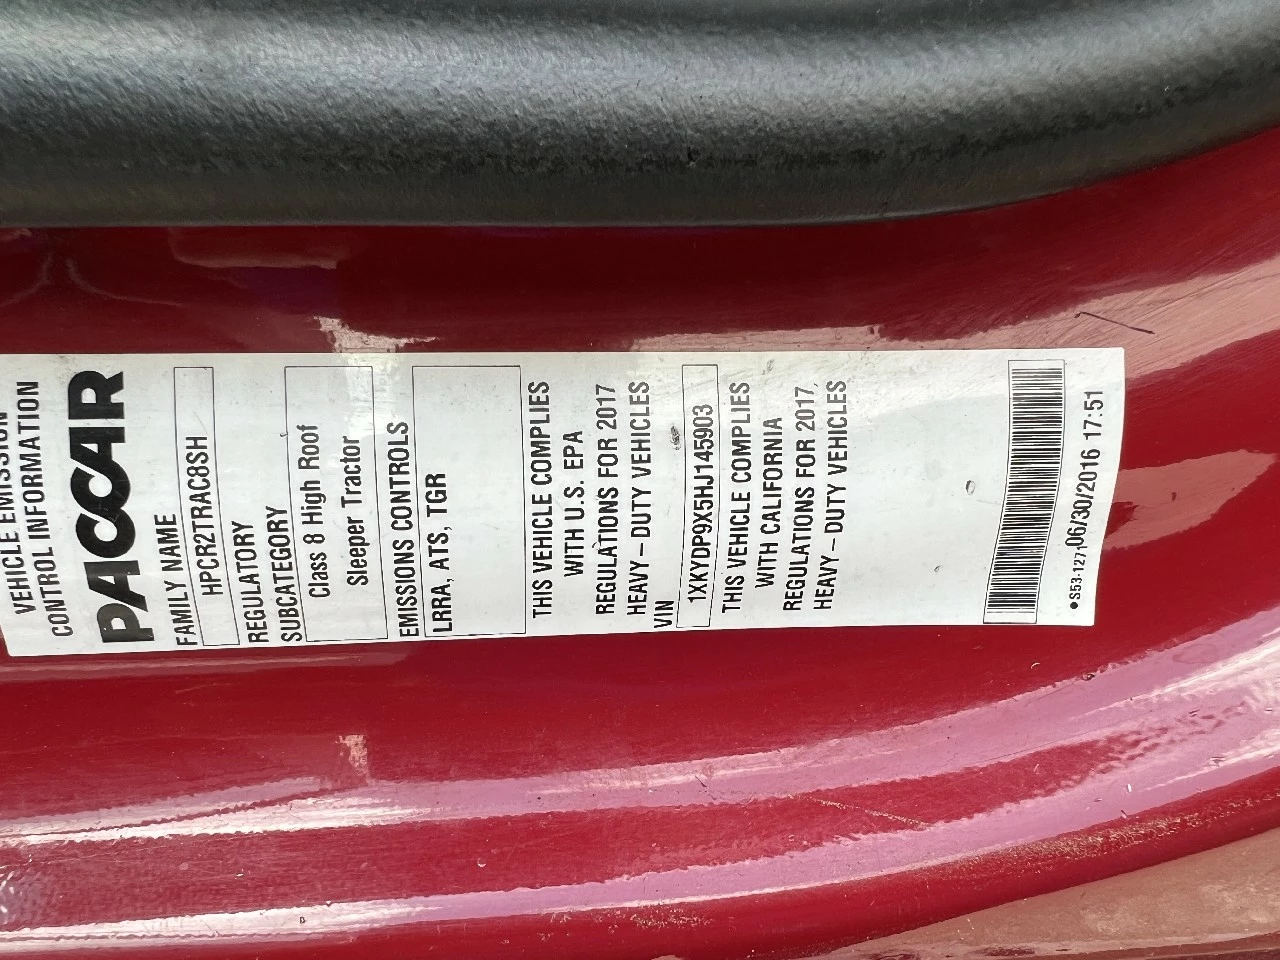 VEHICLE EMISSION
CONTROL INFORMATION
PACCAR
FAMILY NAME
HPCR2TRAC8SH
REGULATORY
SUBCATEGORY
Class 8 High Roof
Sleeper Tractor
EMISSIONS CONTROLS
LRRA, ATS, TGR
THIS VEHICLE COMPLIES
WITH U.S. EPA
REGULATIONS FOR 2017
HEAVY–DUTY VEHICLES
VIN
1XKYDP9X5HJ145903
THIS VEHICLE COMPLIES
WITH CALIFORNIA
REGULATIONS FOR 2017,
HEAVY–DUTY VEHICLES
•S53-1271 06/30/2016 17:51